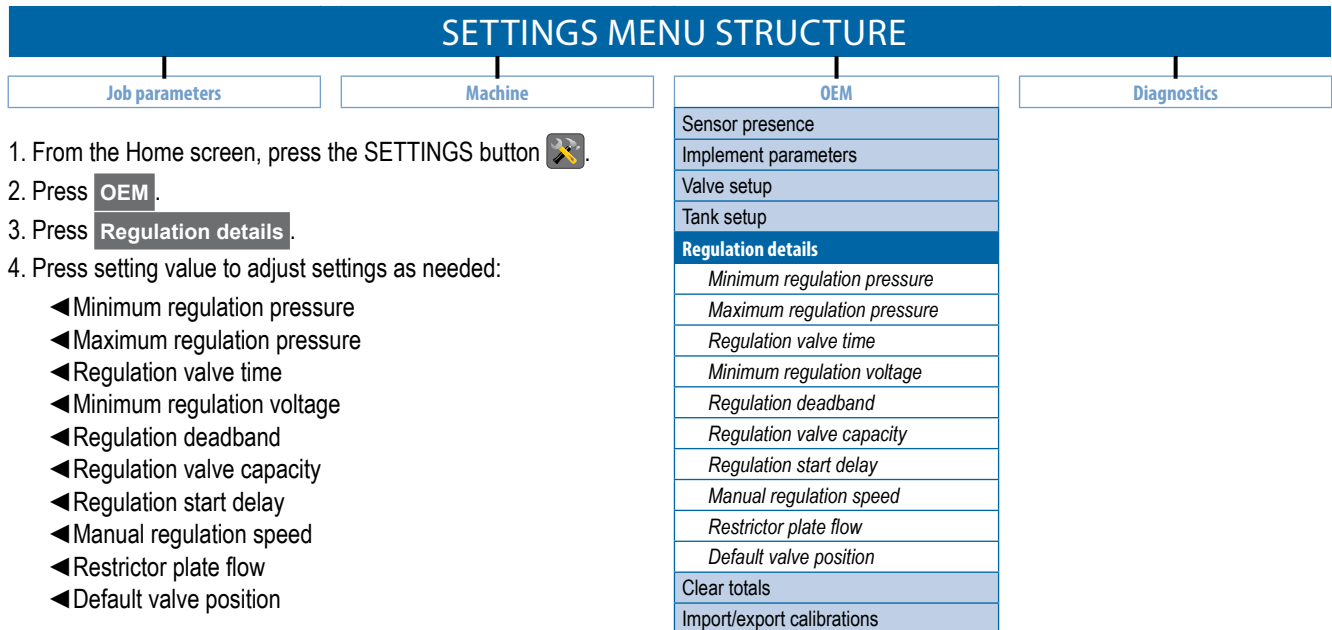 SETTINGS MENU STRUCTURE
Job parameters
Machine
OEM
Diagnostics
1. From the Home screen, press the SETTINGS button .
2. Press OEM .
3. Press Regulation details .
4. Press setting value to adjust settings as needed:
◄Minimum regulation pressure
◄Maximum regulation pressure
◄Regulation valve time
◄Minimum regulation voltage
◄Regulation deadband
◄Regulation valve capacity
◄Regulation start delay
◄Manual regulation speed
◄Restrictor plate flow
◄Default valve position
Sensor presence
Implement parameters
Valve setup
Tank setup
Regulation details
Minimum regulation pressure
Maximum regulation pressure
Regulation valve time
Minimum regulation voltage
Regulation deadband
Regulation valve capacity
Regulation start delay
Manual regulation speed
Restrictor plate flow
Default valve position
Clear totals
Import/export calibrations